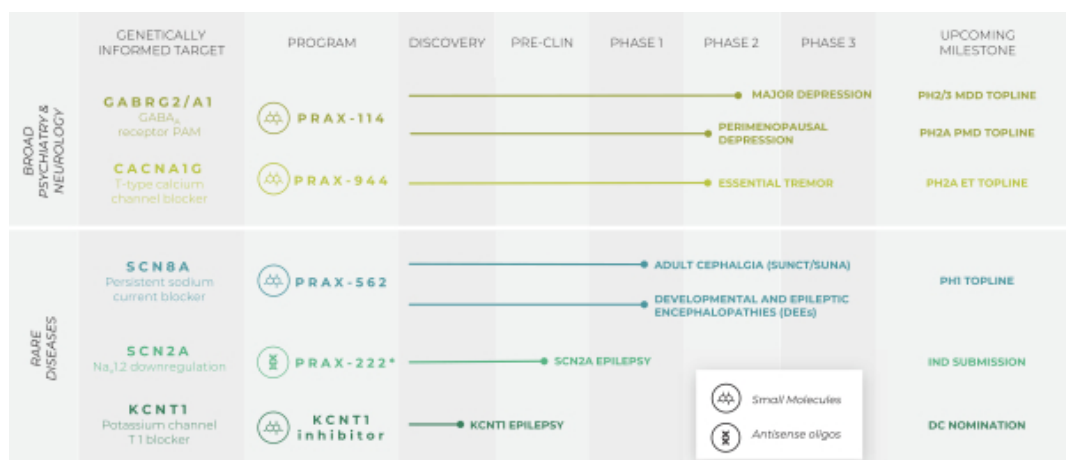 GENETICALLY
INFORMED TARGET
PROGRAM
DISCOVERY
PRE-CLIN
PHASE 1
PHASE 2
PHASE 3
UPCOMING
MILESTONE
BROAD
PSYCHIATRY &
NEUROLOGY
GABRG2/A1
GABAA
receptor PAM
PRAX-114
MAJOR DEPRESSION
PH2/3 MDD TOPLINE
PERIMENOPAUSAL
DEPRESSION
PH2A PMD TOPLINE
CACNA1G
T-type calcium
channel blocker
PRAX-944
ESSENTIAL TREMOR
PH2A ET TOPLINE
RARE
DISEASES
SCN8A
Persistent sodium
current blocker
PRAX-562
ADULT CEPHALGIA (SUNCT/SUNA)
DEVELOPMENTAL AND EPILEPTIC
ENCEPHALOPATHIES (DEEs)
PH1 TOPLINE
SCN2A
Nav1.2 downregulation
PRAX-222*
SCN2A EPILEPSY
IND SUBMISSION
KCNT1
Potassium channel
T1 blocker
KCNT1
inhibitor
KCNT1 EPILEPSY
DC NOMINATION
Small Molecules
Antisense oligos